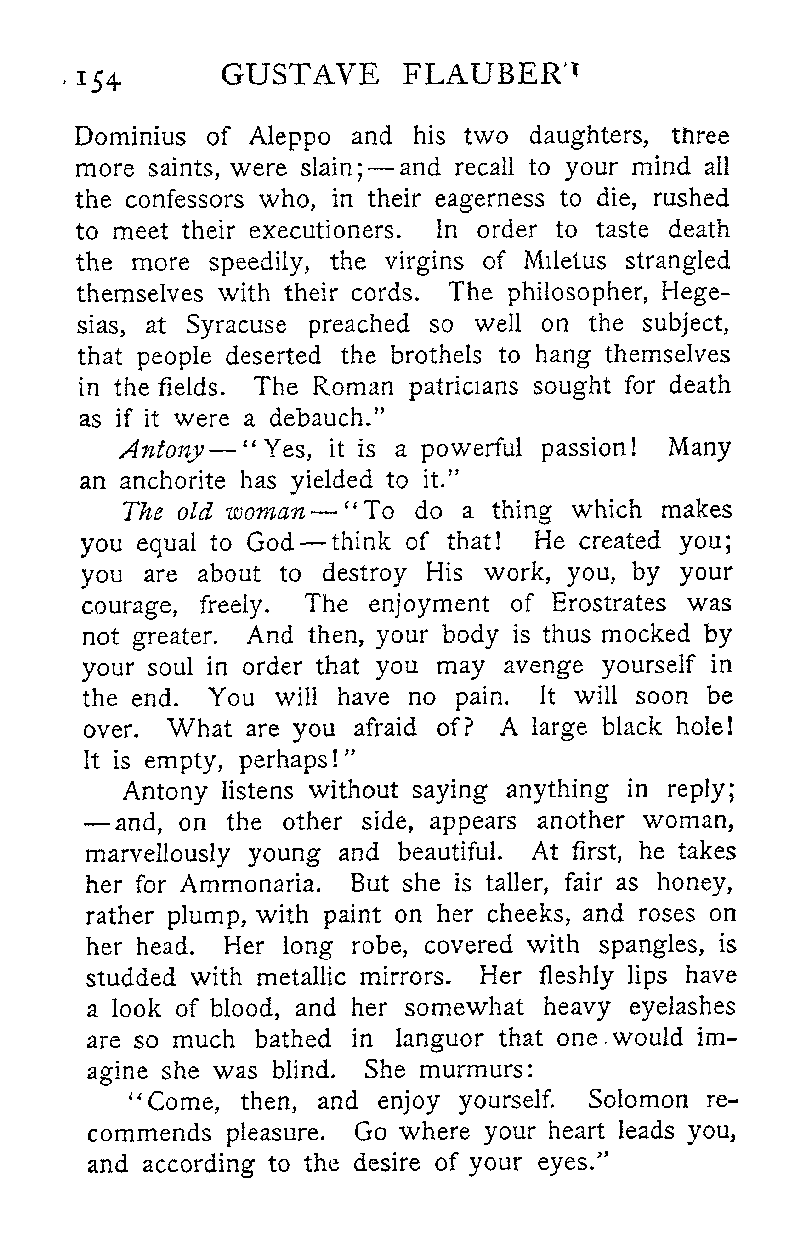 154 GUSTAVE FLAUBERT
Dominius of Aleppo and his two daughters, three
more saints, were slain;—and recall to your mind all
the confessors who, in their eagerness to die, rushed
to meet their executioners. In order to taste death
the more speedily, the virgins of Miletus strangled
themselves with their cords. The philosopher, Hege-
sias, at Syracuse preached so well on the subject,
that people deserted the brothels to hang themselves
in the fields. The Roman patricians sought for death
as if it were a debauch."
Antony—"Yes, it is a powerful passion! Many
an anchorite has yielded to it."
The old woman—"To do a thing which makes
you equal to God—think of that! He created you;
you are about to destroy His work, you, by your
courage, freely. The enjoyment of Erostrates was
not greater. And then, your body is thus mocked by
your soul in order that you may avenge yourself in
the end. You will have no pain. It will soon be
over. What are you afraid of? A large black hole!
It is empty, perhaps!"
Antony listens without saying anything in reply;
—and, on the other side, appears another woman,
marvellously young and beautiful. At first, he takes
her for Ammonaria. But she is taller, fair as honey,
rather plump, with paint on her cheeks, and roses on
her head. Her long robe, covered with spangles, is
studded with metallic mirrors. Her fleshly lips have
a look of blood, and her somewhat heavy eyelashes
are so much bathed in languor that one would im-
agine she was blind. She murmurs:
"Come, then, and enjoy yourself. Solomon re-
commends pleasure. Go where your heart leads you,
and according to the desire of your eyes."